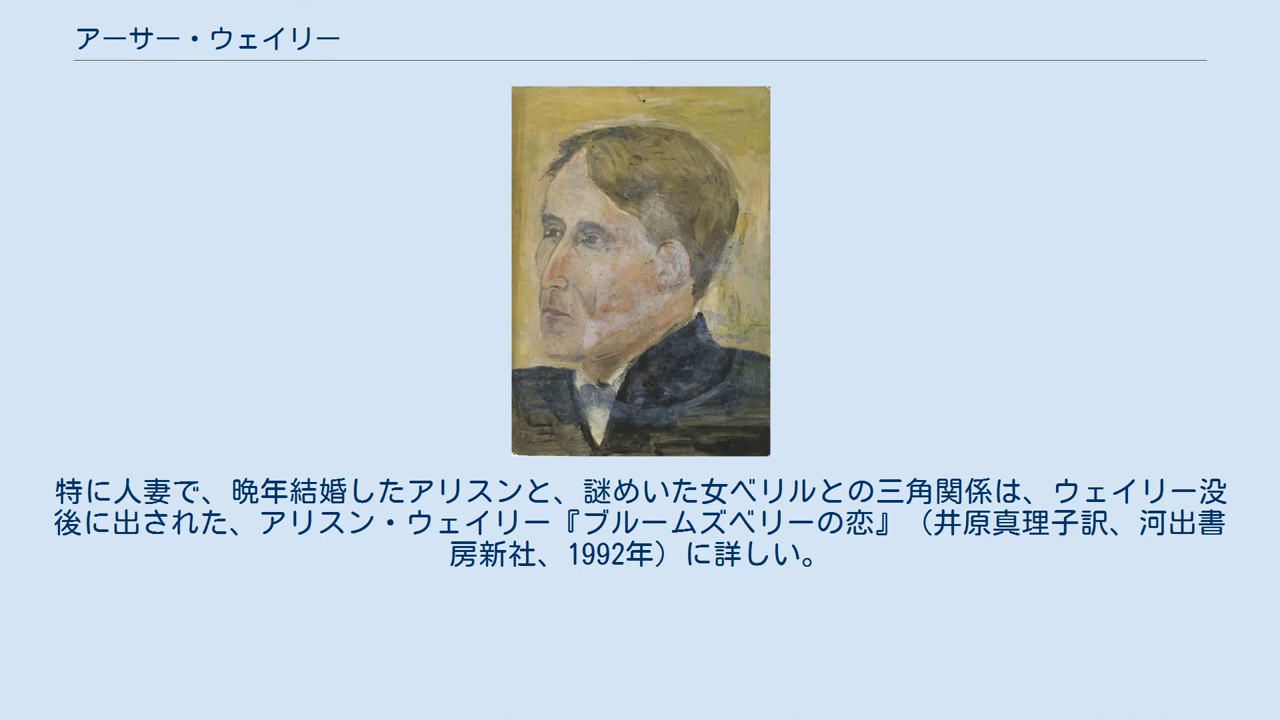 アーサー・ウェイリー
特に人妻で、晩年結婚したアリスンと、謎めいた女ベリルとの三角関係は、ウェイリー没
後に出された、アリスン・ウェイリー『ブルームズベリーの恋』（井原真理子訳、河出書
房新社、1992年）に詳しい。